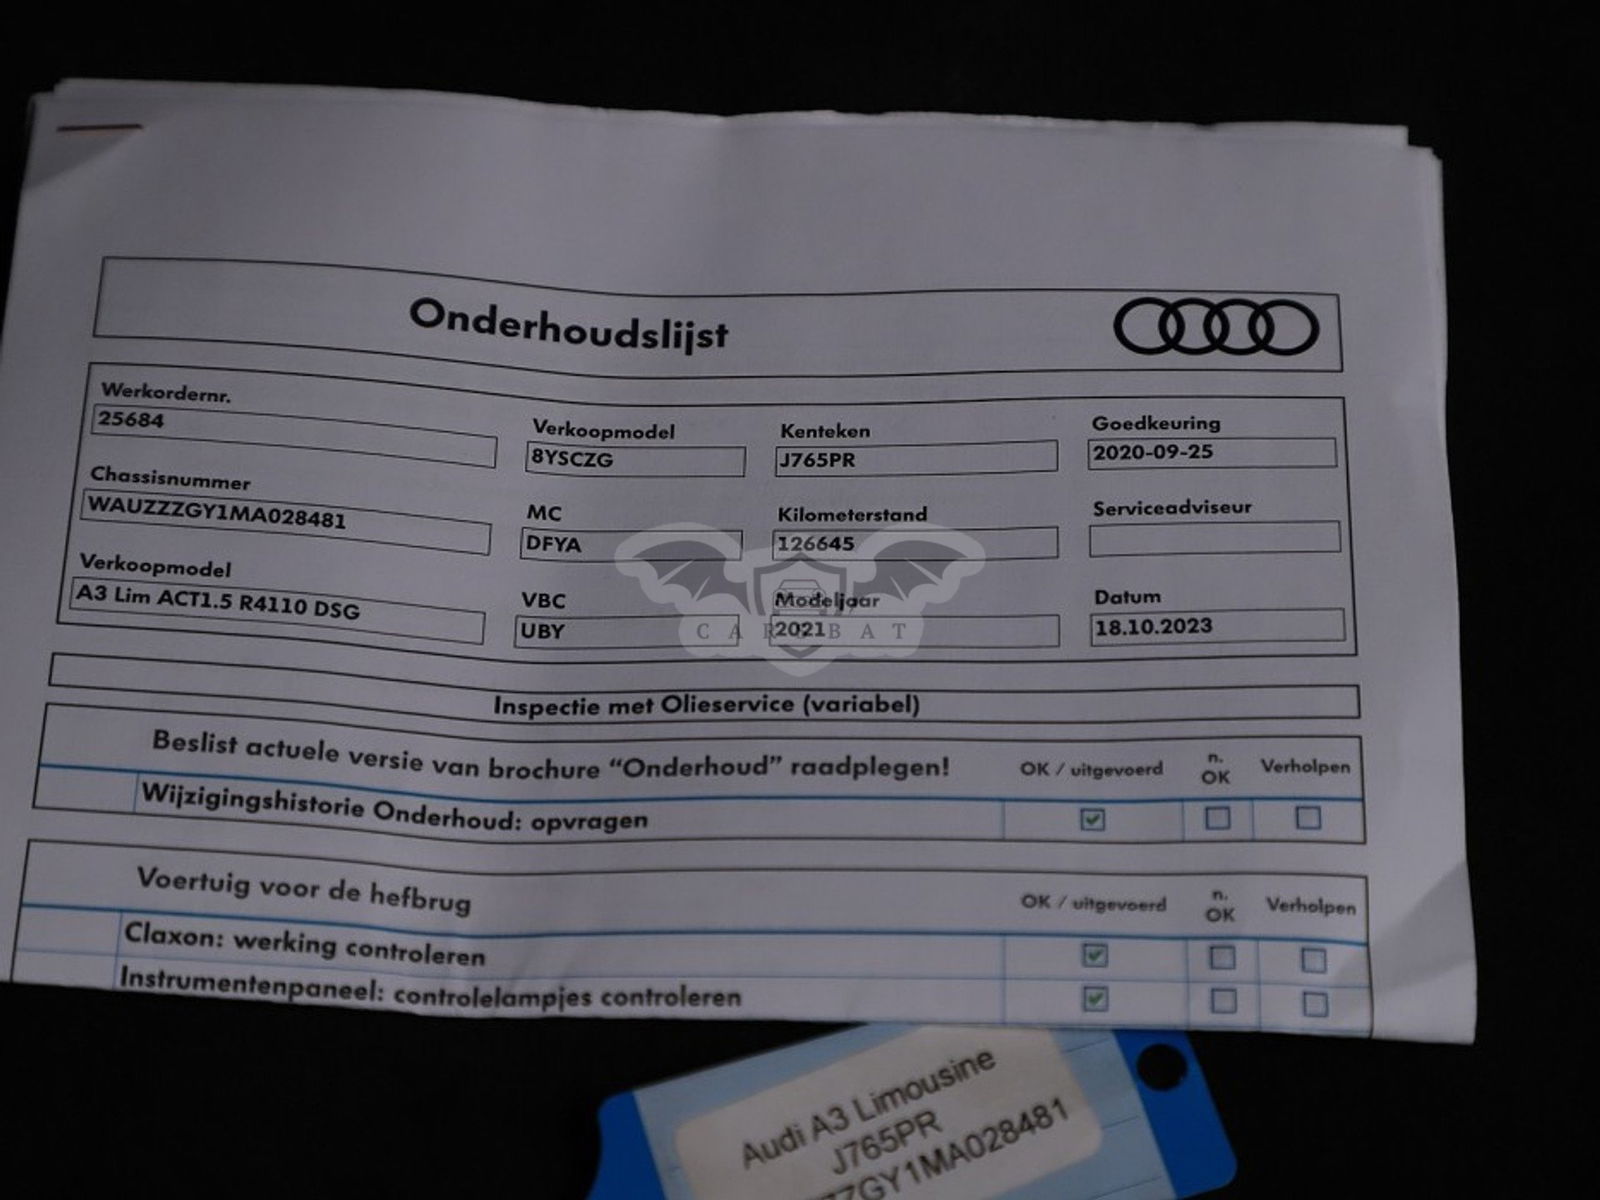 Onderhoudslijst
Werkordernr.
25684
Verkoopmodel
8YSCZG
Kenteken
J765PR
Goedkeuring
2020-09-25
Chassisnummer
WAUZZZGY1MA028481
MC
DFYA
Kilometerstand
126645
Serviceadviseur
Verkoopmodel
A3 Lim ACT1.5 R4110 DSG
VBC
UBY
Modeljaar
2021
Datum
18.10.2023
CAROBAT
Inspectie met Olieservice (variabel)
Beslist actuele versie van brochure “Onderhoud” raadplegen! OK / uitgevoerd n. OK Verholpen
Wijzigingshistorie Onderhoud: opvragen
Voertuig voor de hefbrug OK / uitgevoerd n. OK Verholpen
Claxon: werking controleren
Instrumentenpaneel: controlelampjes controleren
Audi A3 Limousine
J765PR
ZGY1MA028481